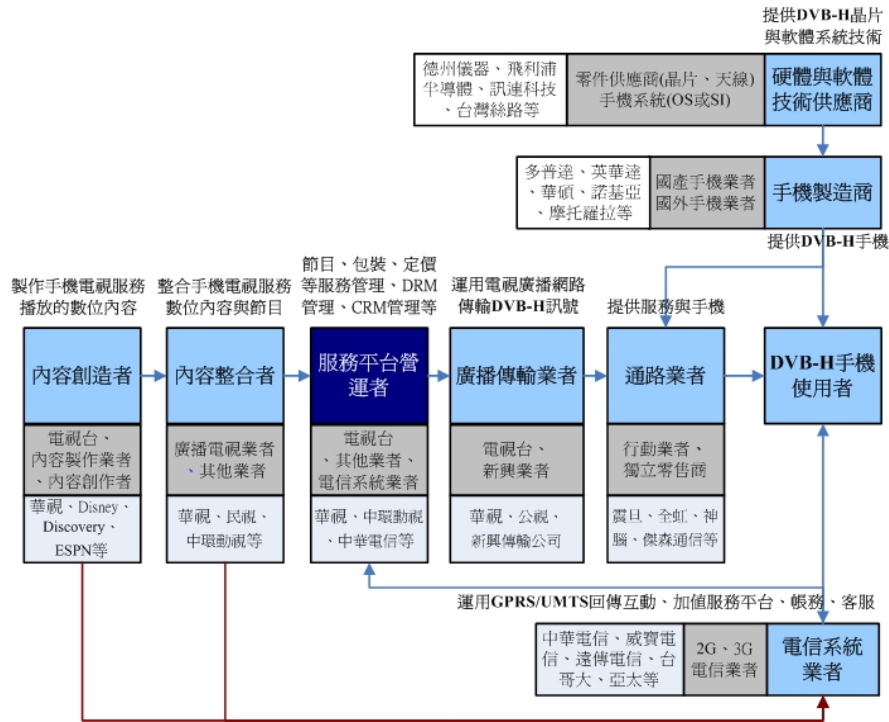 提供DVB-H晶片
與軟體系統技術
德州儀器、飛利浦
半導體、訊連科技
、台灣絲路等
零件供應商(晶片、天線)
手機系統(OS或SI)
硬體與軟體
技術供應商
多普達、英華達
、華碩、諾基亞
、摩托羅拉等
國產手機業者
國外手機業者
手機製造商
提供DVB-H手機
製作手機電視服務
播放的數位內容
整合手機電視服務
數位內容與節目
節目、包裝、定價
等服務管理、DRM
管理、CRM管理等
運用電視廣播網路
傳輸DVB-H訊號
提供服務與手機
內容創造者
內容整合者
服務平台營
運者
廣播傳輸業者
通路業者
DVB-H手機
使用者
電視台、
內容製作業者
、內容創作者
廣播電視業者
、其他業者
電視台
、其他業者、
電信系統業者
電視台、
新興業者
行動業者、
獨立零售商
華視、Disney、
Discovery、
ESPN等
華視、民視、
中環動視等
華視、中環動視
、中華電信等
華視、公視、
新興傳輸公司
震旦、全虹、神
腦、傑森通信等
運用GPRS/UMTS回傳互動、加值服務平台、帳務、客服
中華電信、威寶電
信、遠傳電信、台
哥大、亞太等
2G、3G
電信業者
電信系統
業者